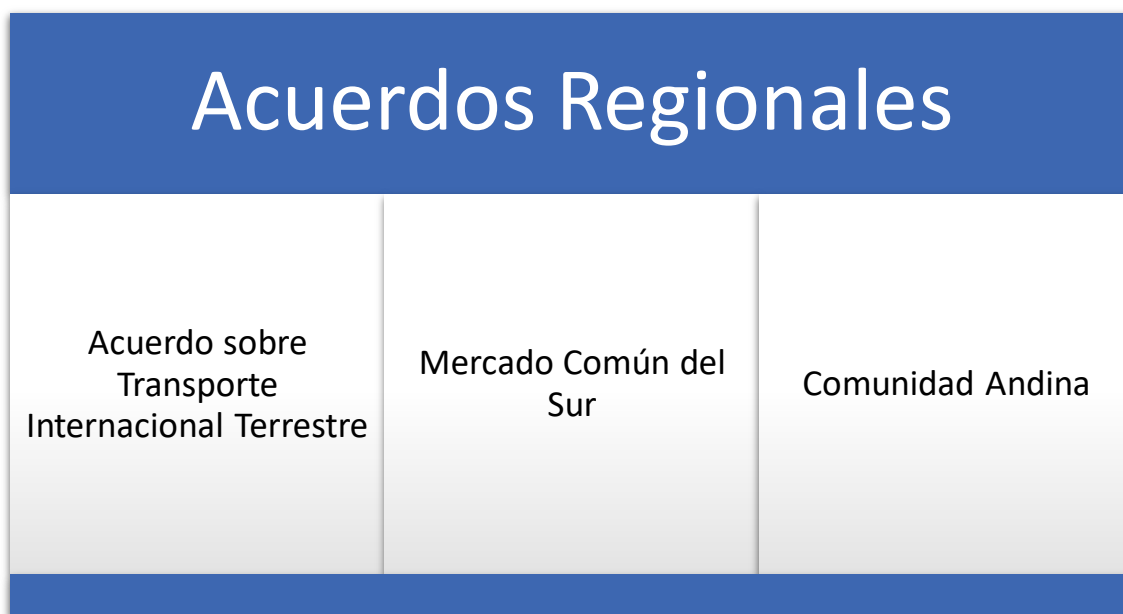 Acuerdos Regionales
Acuerdo sobre
Transporte
Internacional Terrestre
Mercado Común del
Sur
Comunidad Andina